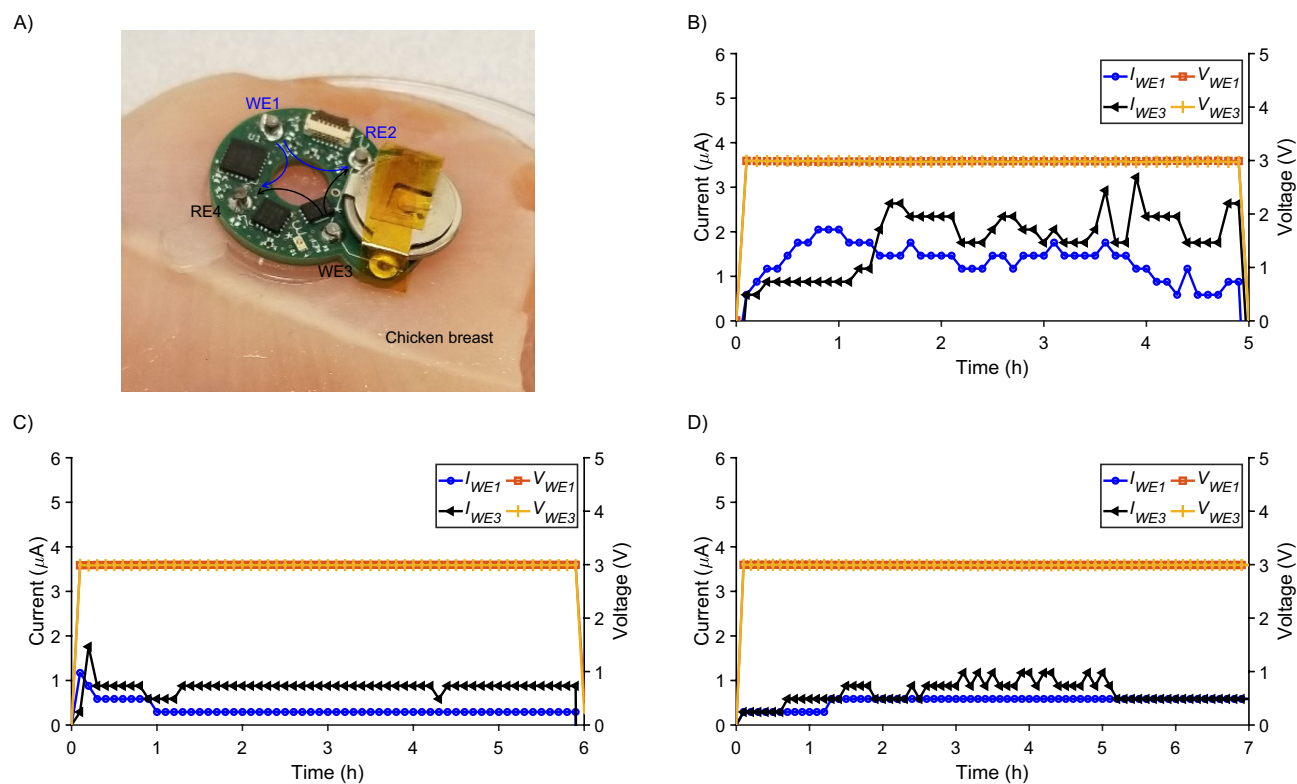 A)
WE1
RE2
RE4
WE3
Chicken breast
B)
I_WE1 V_WE1
I_WE3 V_WE3
Current (μA)
Voltage (V)
6
5
4
3
2
1
0
5
4
3
2
1
0
0 1 2 3 4 5
Time (h)
C)
I_WE1 V_WE1
I_WE3 V_WE3
Current (μA)
Voltage (V)
6
5
4
3
2
1
0
5
4
3
2
1
0
0 1 2 3 4 5 6
Time (h)
D)
I_WE1 V_WE1
I_WE3 V_WE3
Current (μA)
Voltage (V)
6
5
4
3
2
1
0
5
4
3
2
1
0
0 1 2 3 4 5 6 7
Time (h)